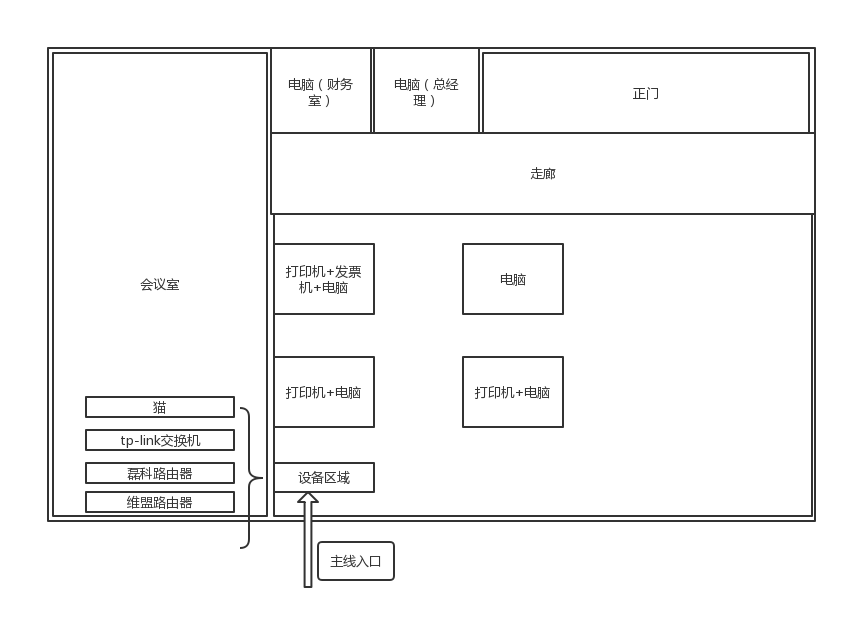 电脑（财务
室）
电脑（总经
理）
正门
走廊
会议室
打印机+发票
机+电脑
电脑
打印机+电脑
打印机+电脑
猫
tp-link交换机
磊科路由器
维盟路由器
设备区域
主线入口